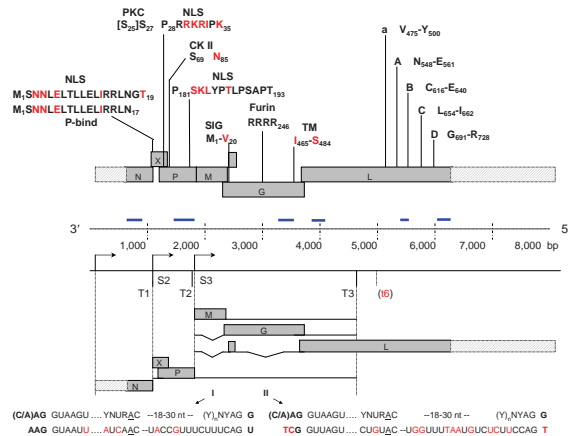 PKC
[S25]S27
NLS
P28RRKRIPK35
CK II
S69 N85
NLS
M1SNNLELTLLELIRRLNGT19
M1SNNLELTLLELIRRLN17
P-bind
NLS
P181SKLYPTLPSAPT193
SIG
M1-V20
Furin
RRRR246
TM
I465-S484
a V475-Y500
A N548-E561
B C616-E640
C L654-I662
D G691-R728
N X P M G L
3′ 5
1,000 2,000 3,000 4,000 5,000 6,000 7,000 8,000 bp
S2 S3
T1 T2 T3 (t6)
M
G
L
X
P
N
I II
(C/A)AG GUAAGU .... YNURAC --18-30 nt -- (Y)nNYAG G (C/A)AG GUAAGU .... YNURAC --18-30 nt -- (Y)nNYAG G
AAG GUAAUU .. AUCAAC --UACCGUUUCUUUCAG U TCG GUUAGU .... CUGUAC --UGGUUUTAAUGUCUCUUCCAG T